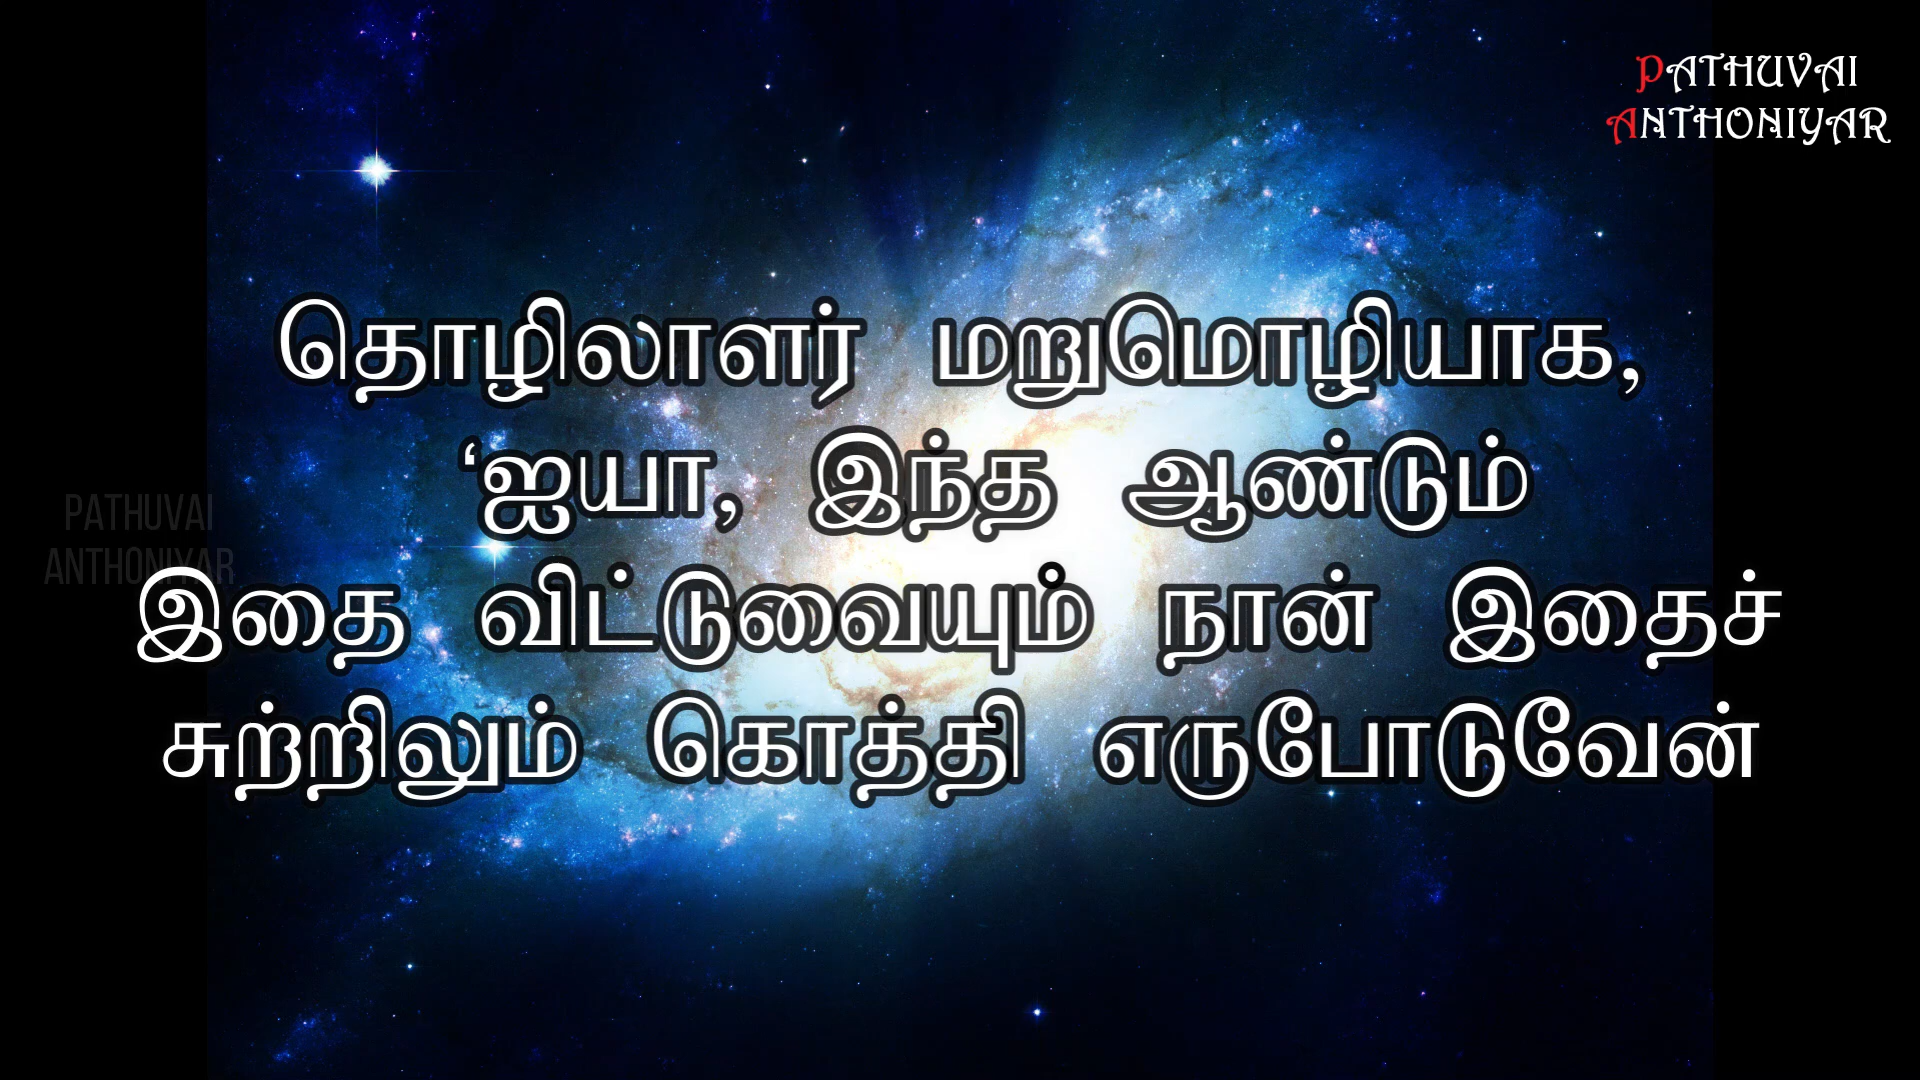 PATHUVAI
ANTHONIYAR
தொழிலாளர் மறுமொழியாக,
‘ஐயா, இந்த ஆண்டும்
இதை விட்டுவையும் நான் இதைச்
சுற்றிலும் கொத்தி எருபோடுவேன்
PATHUVAI
ANTHONIYAR